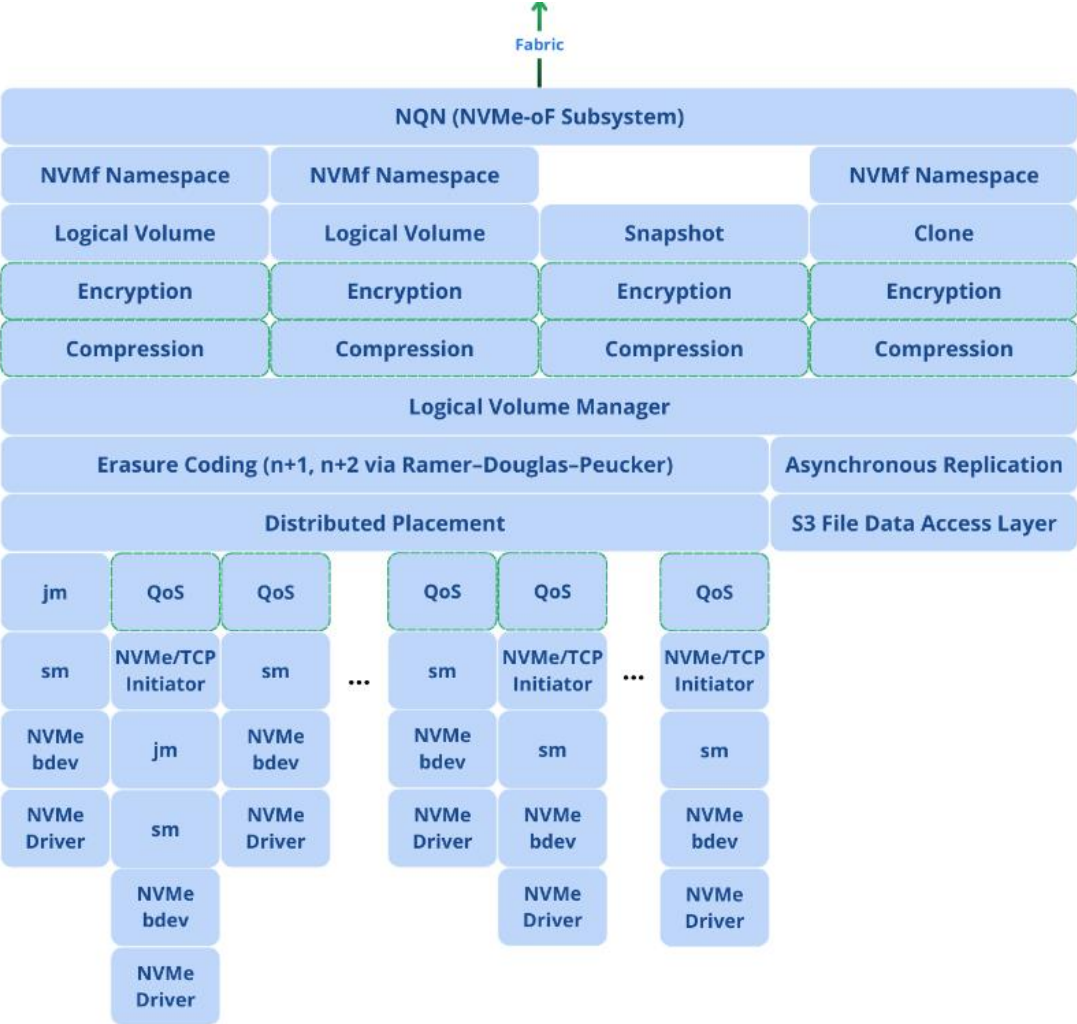 Fabric
NQN (NVMe-oF Subsystem)
NVMf Namespace
NVMf Namespace
NVMf Namespace
Logical Volume
Logical Volume
Snapshot
Clone
Encryption
Encryption
Encryption
Encryption
Compression
Compression
Compression
Compression
Logical Volume Manager
Erasure Coding (n+1, n+2 via Ramer–Douglas–Peucker)
Asynchronous Replication
Distributed Placement
S3 File Data Access Layer
jm
QoS
QoS
QoS
QoS
QoS
sm
NVMe/TCP
Initiator
sm
...
sm
NVMe/TCP
Initiator
...
NVMe/TCP
Initiator
NVMe
bdev
jm
NVMe
bdev
NVMe
bdev
sm
sm
NVMe
Driver
sm
NVMe
Driver
NVMe
Driver
NVMe
bdev
NVMe
bdev
NVMe
bdev
NVMe
Driver
NVMe
Driver
NVMe
Driver